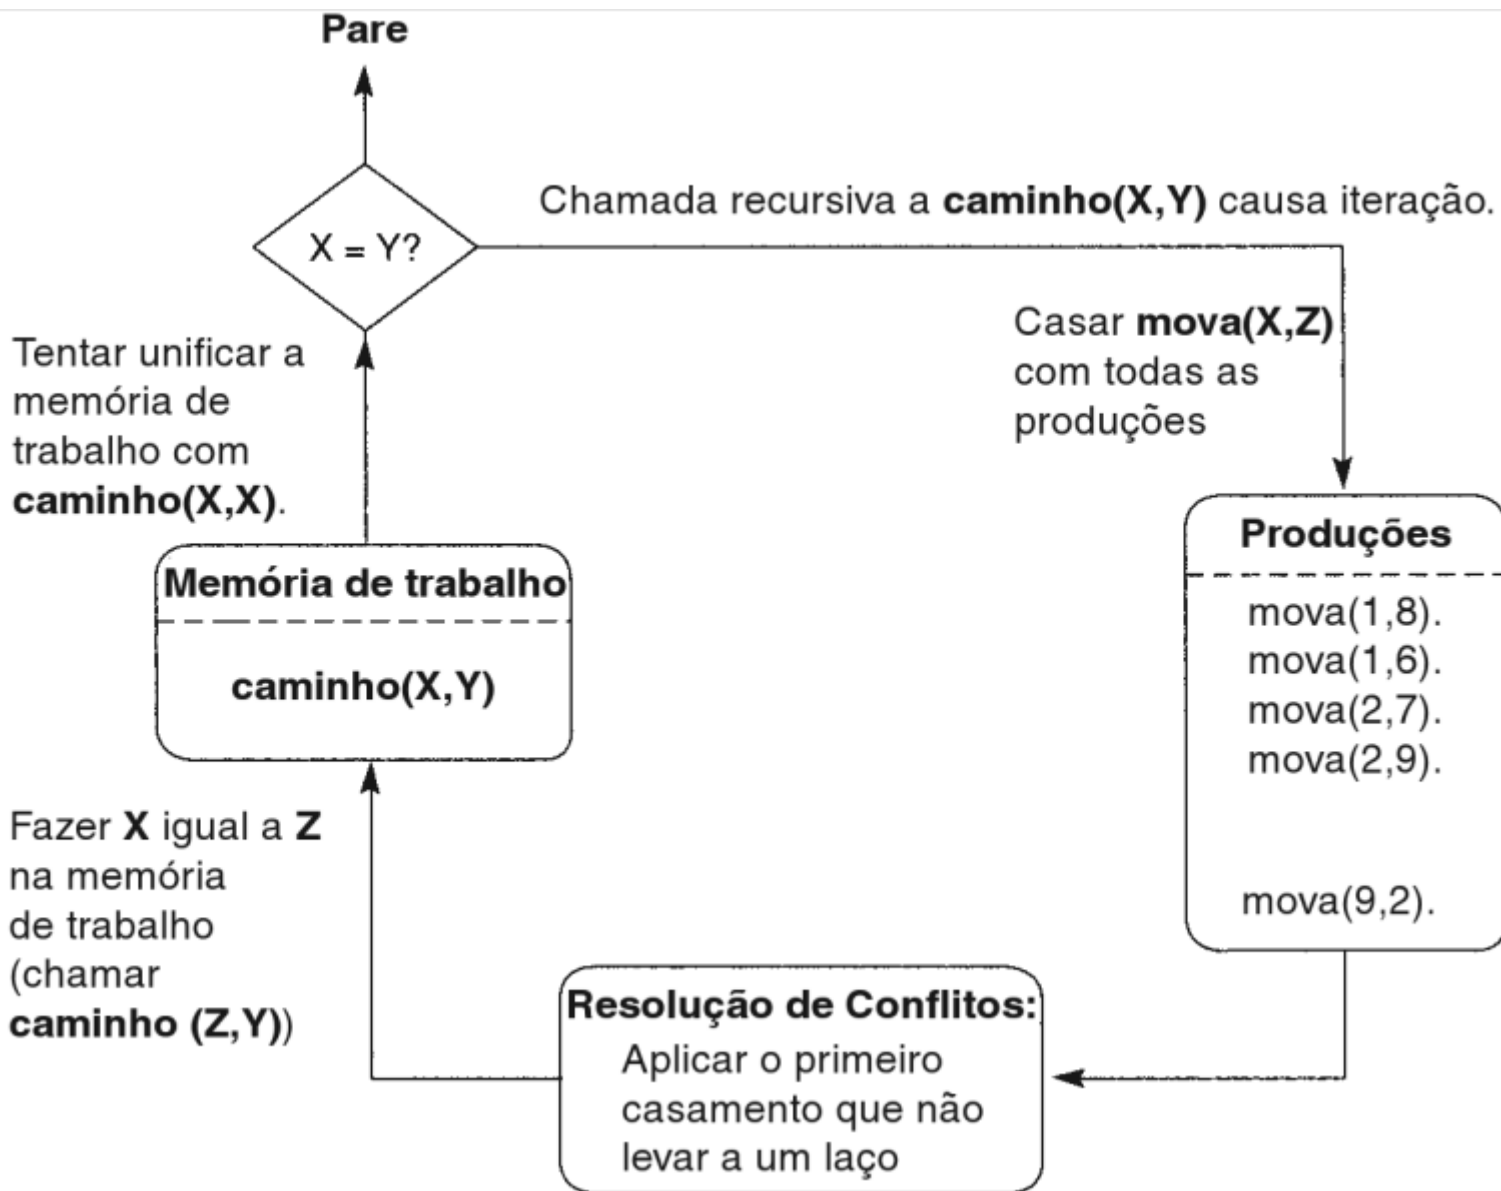 Pare
X = Y?
Chamada recursiva a caminho(X,Y) causa iteração.
Casar mova(X,Z)
com todas as
produções
Tentar unificar a
memória de
trabalho com
caminho(X,X).
Produções
mova(1,8).
mova(1,6).
mova(2,7).
mova(2,9).
mova(9,2).
Memória de trabalho
caminho(X,Y)
Fazer X igual a Z
na memória
de trabalho
(chamar
caminho (Z,Y))
Resolução de Conflitos:
Aplicar o primeiro
casamento que não
levar a um laço